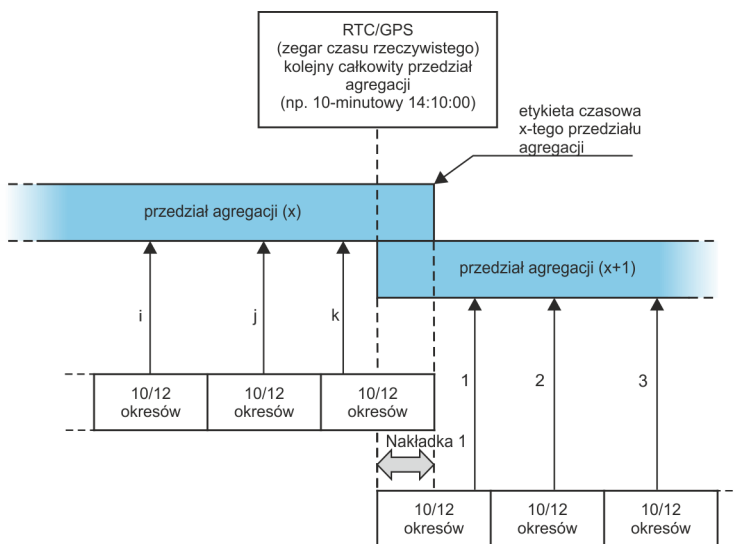 RTC/GPS
(zegar czasu rzeczywistego)
kolejny całkowity przedział
agregacji
(np. 10-minutowy 14:10:00)
etykieta czasowa
x-tego przedziału
agregacji
przedział agregacji (x)
przedział agregacji (x+1)
i
j
k
1
2
3
10/12
okresów
10/12
okresów
10/12
okresów
Nakładka 1
10/12
okresów
10/12
okresów
10/12
okresów